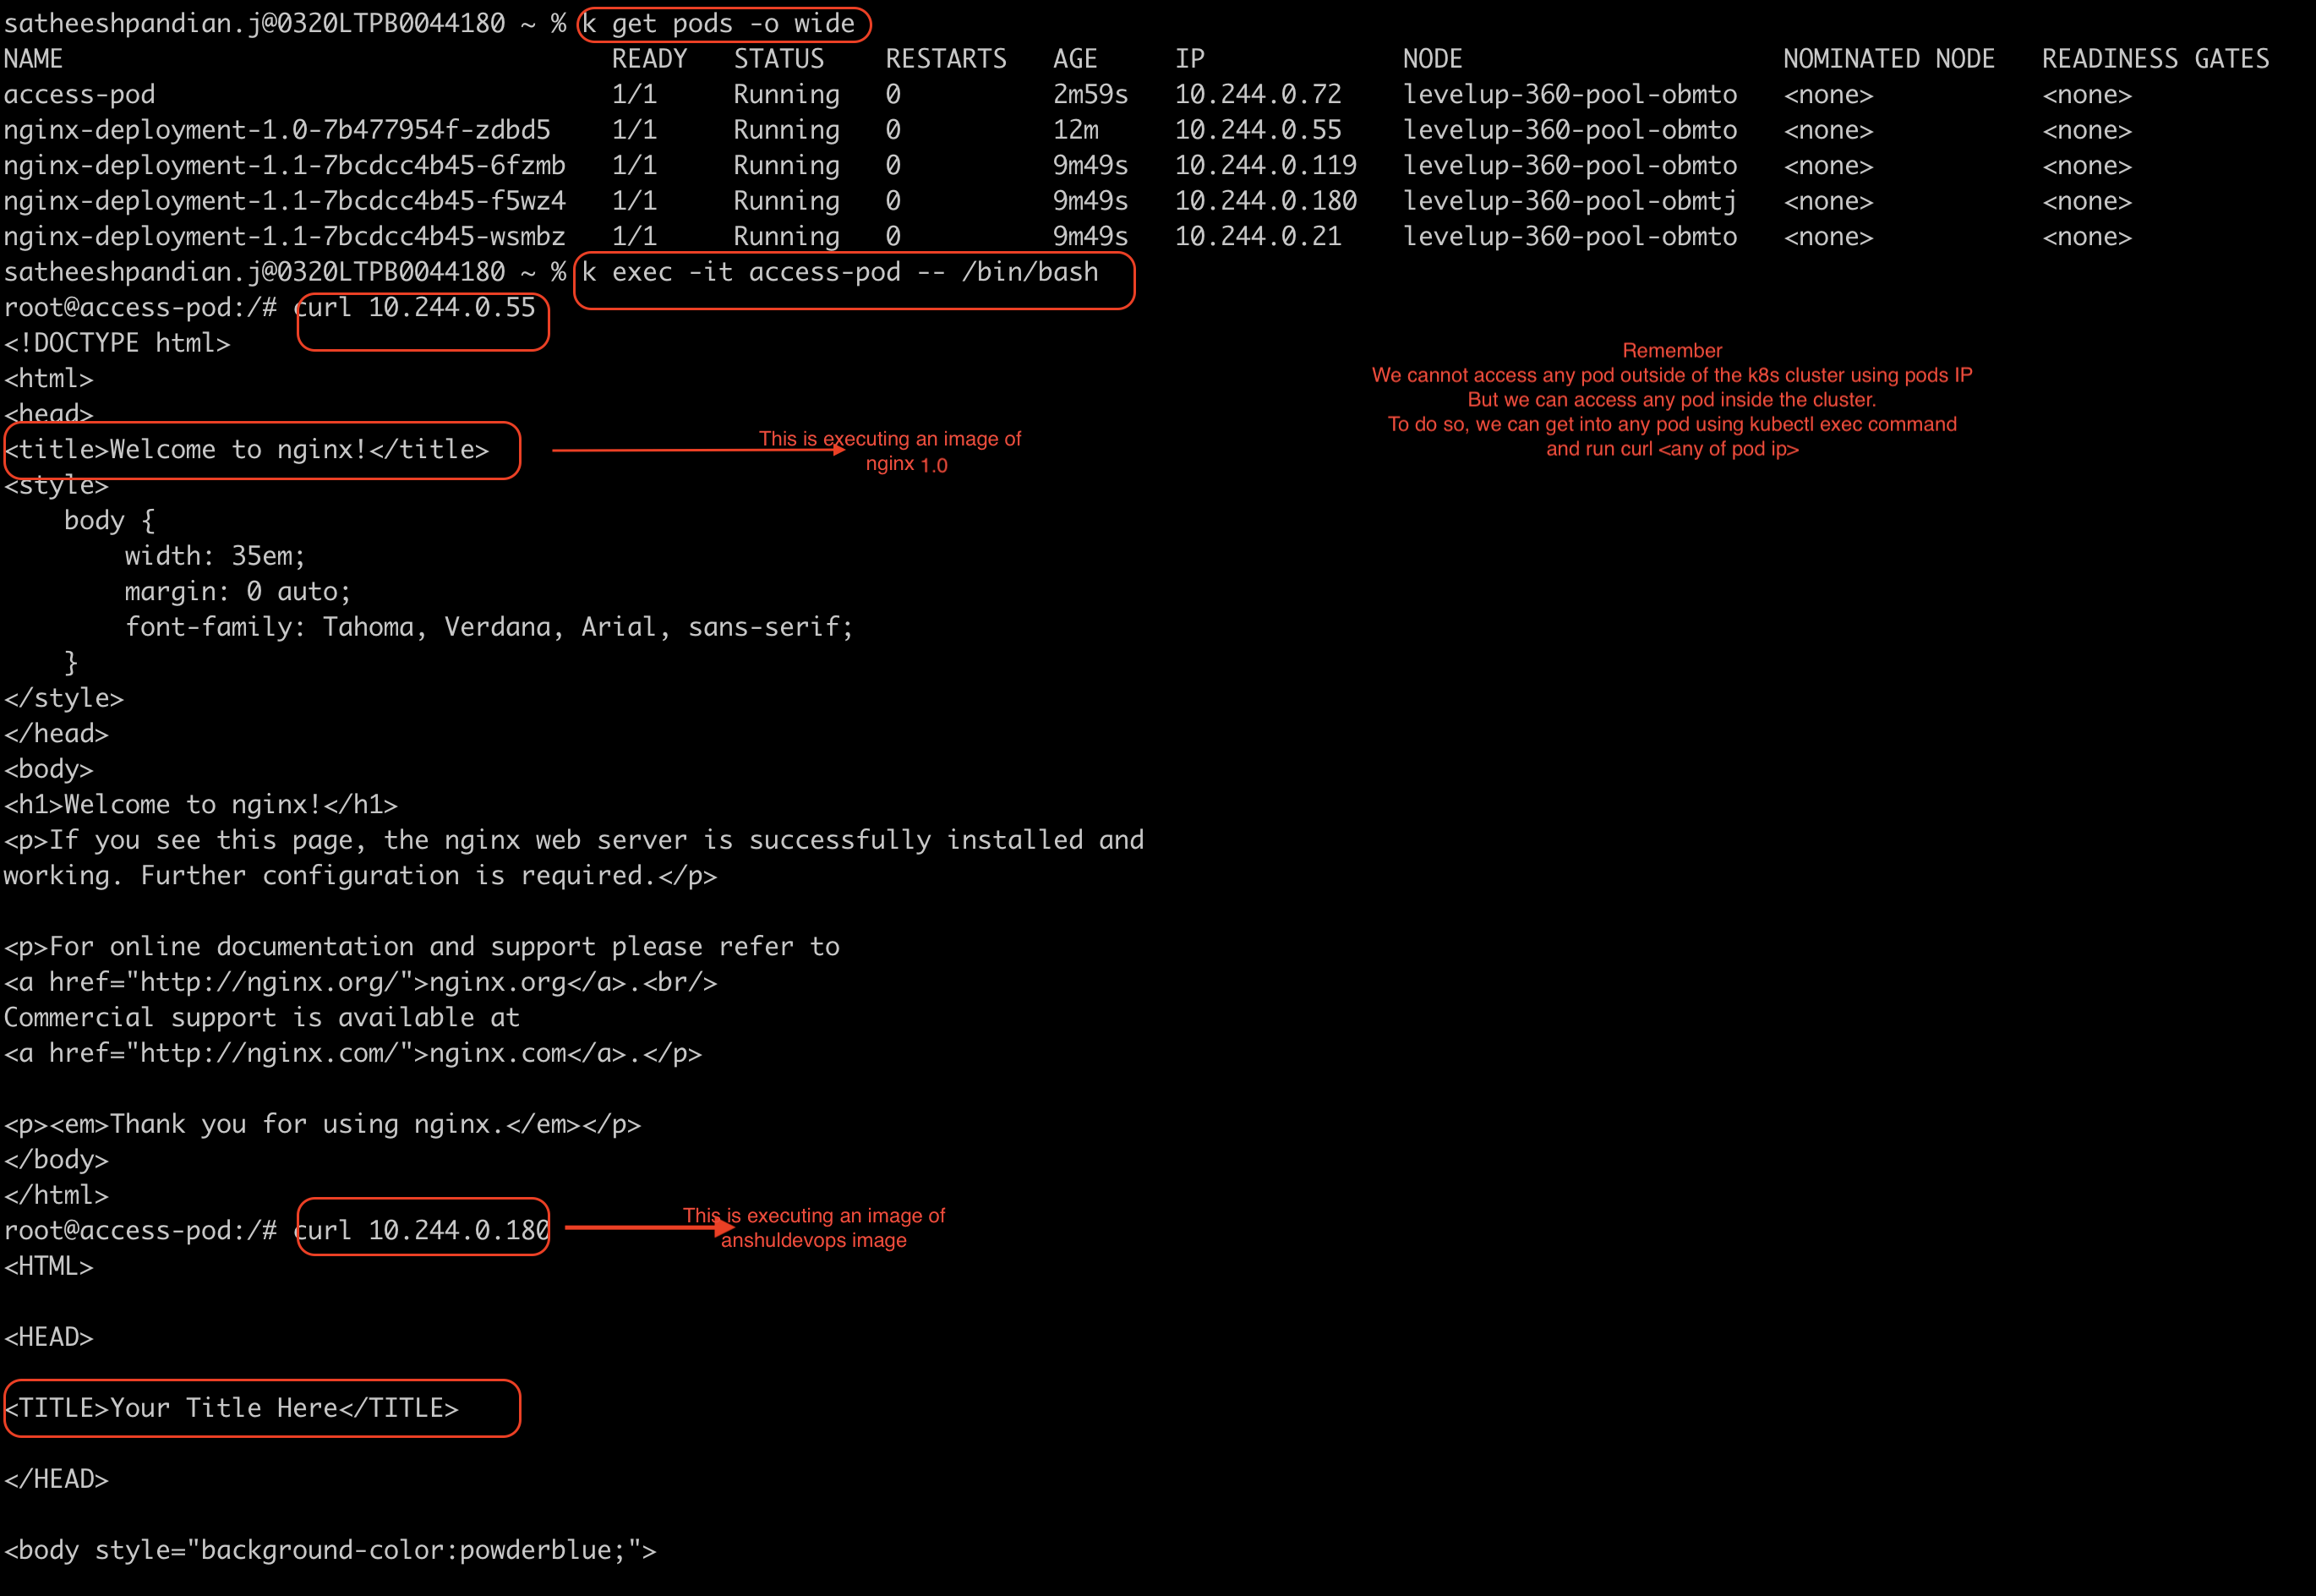 satheeshpandian.j@0320LTPB0044180 ~ % k get pods -o wide
NAME READY STATUS RESTARTS AGE IP NODE NOMINATED NODE READINESS GATES
access-pod 1/1 Running 0 2m59s 10.244.0.72 levelup-360-pool-obmto <none> <none>
nginx-deployment-1.0-7b477954f-zdbd5 1/1 Running 0 12m 10.244.0.55 levelup-360-pool-obmto <none> <none>
nginx-deployment-1.1-7bcdcc4b45-6fzmb 1/1 Running 0 9m49s 10.244.0.119 levelup-360-pool-obmto <none> <none>
nginx-deployment-1.1-7bcdcc4b45-f5wz4 1/1 Running 0 9m49s 10.244.0.180 levelup-360-pool-obmtj <none> <none>
nginx-deployment-1.1-7bcdcc4b45-wsmbz 1/1 Running 0 9m49s 10.244.0.21 levelup-360-pool-obmto <none> <none>
satheeshpandian.j@0320LTPB0044180 ~ % k exec -it access-pod -- /bin/bash
root@access-pod:/# curl 10.244.0.55
<!DOCTYPE html>
<html>
<head>
<title>Welcome to nginx!</title>
<style>
    body {
        width: 35em;
        margin: 0 auto;
        font-family: Tahoma, Verdana, Arial, sans-serif;
    }
</style>
</head>
<body>
<h1>Welcome to nginx!</h1>
<p>If you see this page, the nginx web server is successfully installed and
working. Further configuration is required.</p>
<p>For online documentation and support please refer to
<a href="http://nginx.org/">nginx.org</a>.<br/>
Commercial support is available at
<a href="http://nginx.com/">nginx.com</a>.</p>
<p><em>Thank you for using nginx.</em></p>
</body>
</html>
root@access-pod:/# curl 10.244.0.180
<HTML>
<HEAD>
<TITLE>Your Title Here</TITLE>
</HEAD>
<body style="background-color:powderblue;">
Remember
We cannot access any pod outside of the k8s cluster using pods IP
But we can access any pod inside the cluster.
To do so, we can get into any pod using kubectl exec command
and run curl <any of pod ip>
This is executing an image of
nginx 1.0
This is executing an image of
anshuldevops image